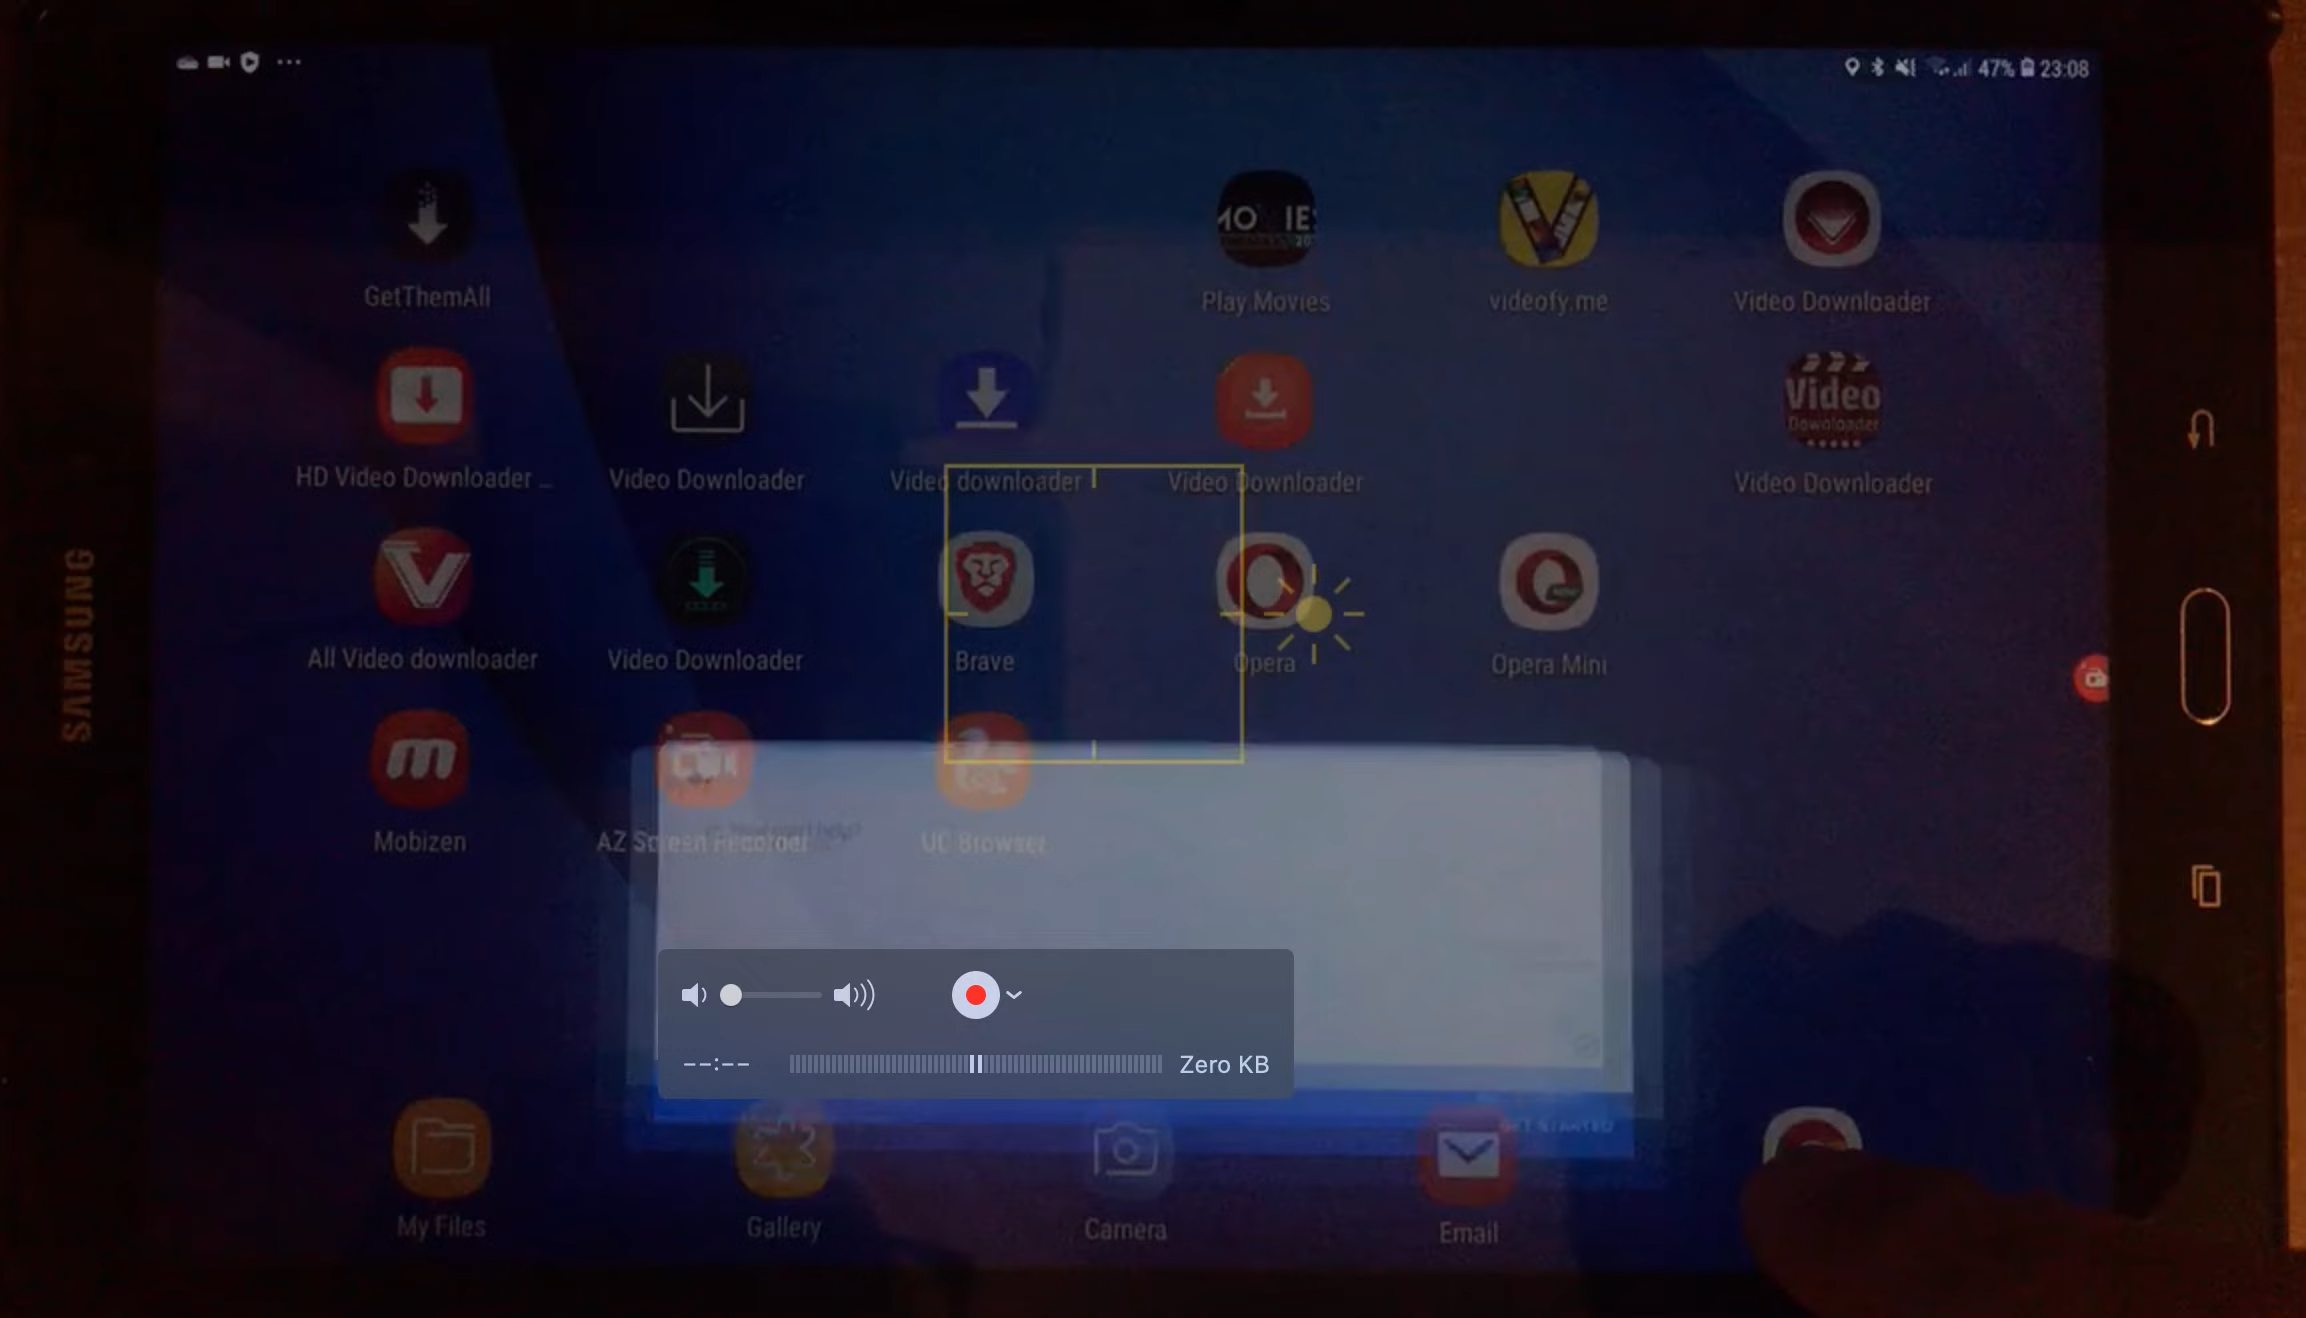 47% 23:08
GetThemAll
Play Movies
videofy.me
Video Downloader
Video
Downloader
HD Video Downloader ...
Video Downloader
Video downloader
Video Downloader
Video Downloader
All Video downloader
Video Downloader
Brave
Opera
Opera Mini
SAMSUNG
Mobizen
AZ Screen Recorder
UC Browser
--:--
Zero KB
GET STARTED
My Files
Gallery
Camera
Email